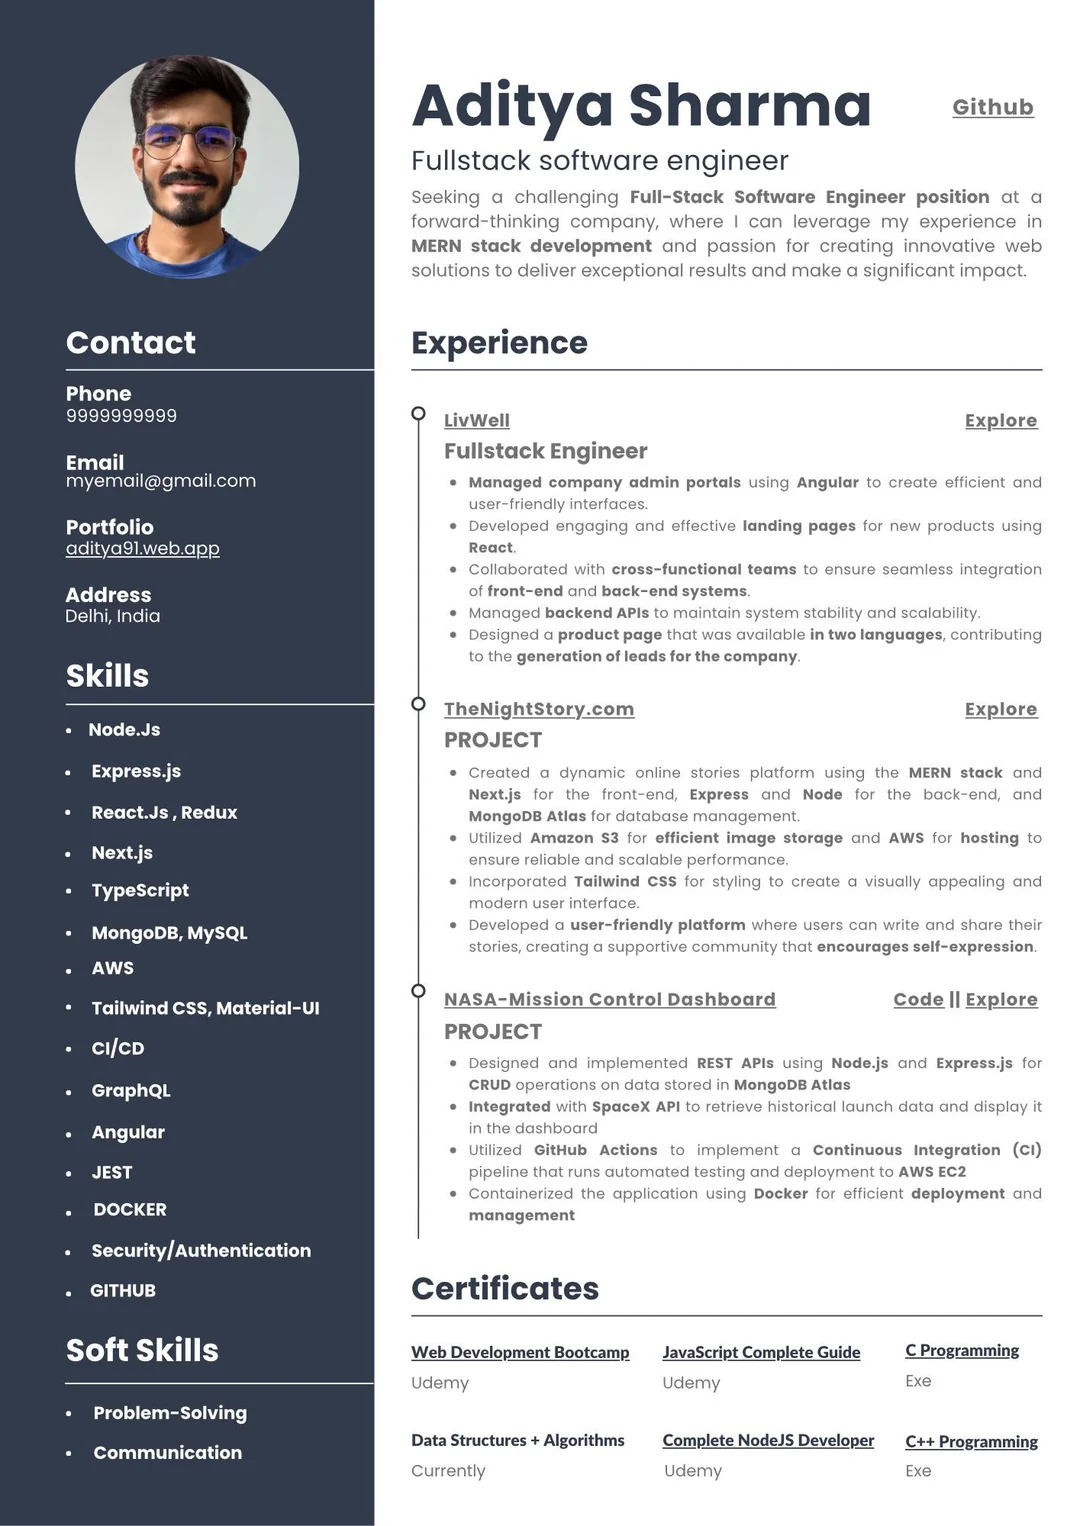 Aditya Sharma
Github
Fullstack software engineer
Seeking a challenging Full-Stack Software Engineer position at a
forward-thinking company, where I can leverage my experience in
MERN stack development and passion for creating innovative web
solutions to deliver exceptional results and make a significant impact.
Contact
Phone
9999999999
Email
myemail@gmail.com
Portfolio
aditya91.web.app
Address
Delhi, India
Skills
• Node.Js
• Express.js
• React.Js , Redux
• Next.js
• TypeScript
• MongoDB, MySQL
• AWS
• Tailwind CSS, Material-UI
• CI/CD
• GraphQL
• Angular
• JEST
• DOCKER
• Security/Authentication
• GITHUB
Soft Skills
• Problem-Solving
• Communication
Experience
LivWell Explore
Fullstack Engineer
• Managed company admin portals using Angular to create efficient and
user-friendly interfaces.
• Developed engaging and effective landing pages for new products using
React.
• Collaborated with cross-functional teams to ensure seamless integration
of front-end and back-end systems.
• Managed backend APIs to maintain system stability and scalability.
• Designed a product page that was available in two languages, contributing
to the generation of leads for the company.
TheNightStory.com Explore
PROJECT
• Created a dynamic online stories platform using the MERN stack and
Next.js for the front-end, Express and Node for the back-end, and
MongoDB Atlas for database management.
• Utilized Amazon S3 for efficient image storage and AWS for hosting to
ensure reliable and scalable performance.
• Incorporated Tailwind CSS for styling to create a visually appealing and
modern user interface.
• Developed a user-friendly platform where users can write and share their
stories, creating a supportive community that encourages self-expression.
NASA-Mission Control Dashboard Code || Explore
PROJECT
• Designed and implemented REST APIs using Node.js and Express.js for
CRUD operations on data stored in MongoDB Atlas
• Integrated with SpaceX API to retrieve historical launch data and display it
in the dashboard
• Utilized GitHub Actions to implement a Continuous Integration (CI)
pipeline that runs automated testing and deployment to AWS EC2
• Containerized the application using Docker for efficient deployment and
management
Certificates
Web Development Bootcamp JavaScript Complete Guide C Programming
Udemy Udemy Exe
Data Structures + Algorithms Complete NodeJS Developer C++ Programming
Currently Udemy Exe